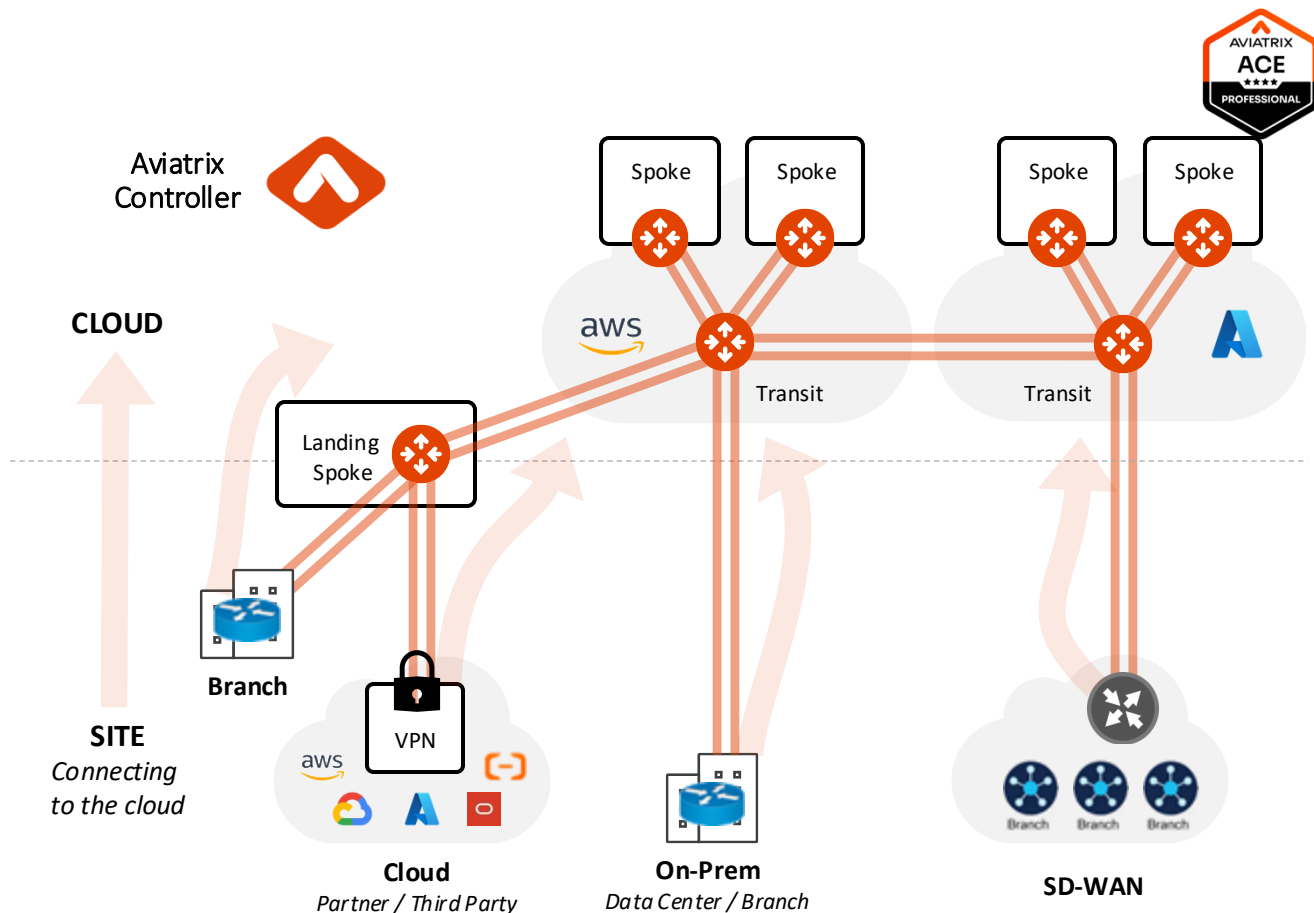 AVIATRIX
ACE
PROFESSIONAL
Aviatrix
Controller
Spoke
Spoke
Spoke
Spoke
CLOUD
aws
Transit
Transit
Landing
Spoke
Branch
SITE
Connecting
to the cloud
VPN
aws
Branch
Branch
Branch
Cloud
Partner / Third Party
On-Prem
Data Center / Branch
SD-WAN